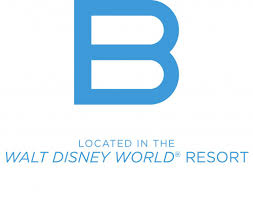 B
LOCATED IN THE
WALT DISNEY WORLD® RESORT